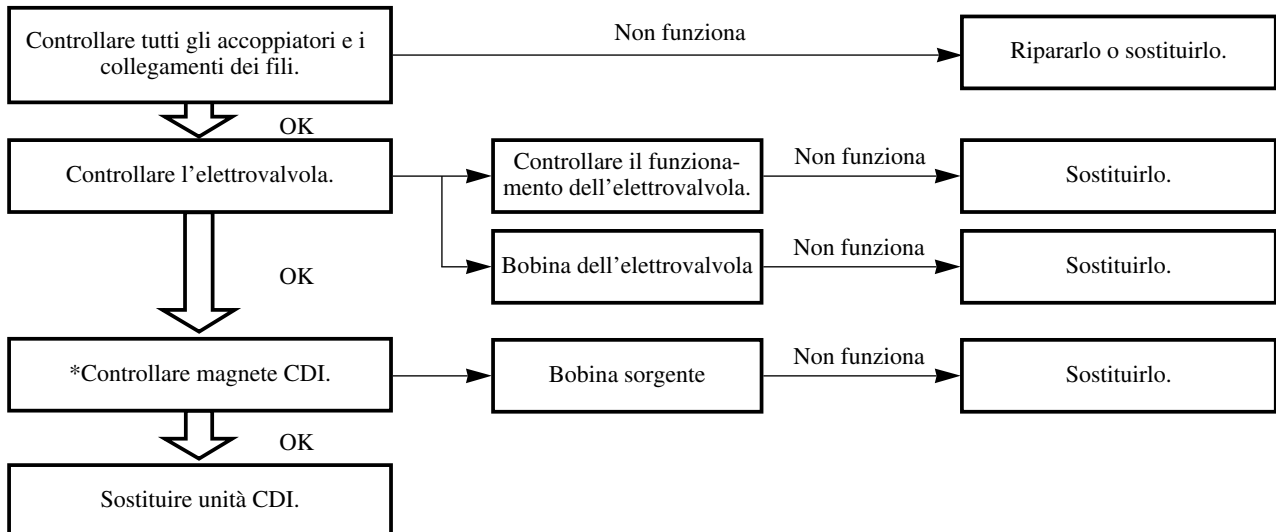 Controllare tutti gli accoppiatori e i
collegamenti dei fili.
Non funziona
Ripararlo o sostituirlo.
OK
Controllare l'elettrovalvola.
Controllare il funziona-
mento dell'elettrovalvola.
Non funziona
Sostituirlo.
Bobina dell'elettrovalvola
Non funziona
Sostituirlo.
OK
*Controllare magnete CDI.
Bobina sorgente
Non funziona
Sostituirlo.
OK
Sostituire unità CDI.